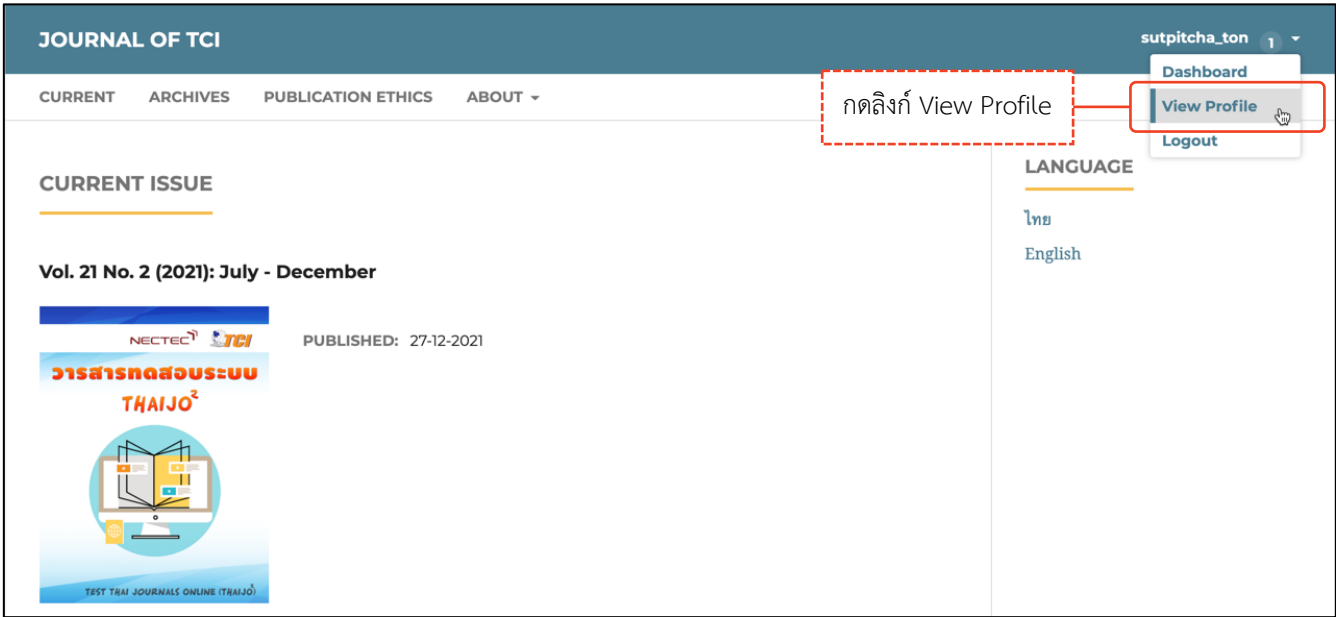 JOURNAL OF TCI
sutpitcha_ton 1
Dashboard
View Profile
Logout
CURRENT ARCHIVES PUBLICATION ETHICS ABOUT
กดลิงก์ View Profile
CURRENT ISSUE
Vol. 21 No. 2 (2021): July - December
NECTEC TCI
วารสารทดสอบระบบ
THAIJO2
TEST THAI JOURNALS ONLINE (THAIJO2)
PUBLISHED: 27-12-2021
LANGUAGE
ไทย
English